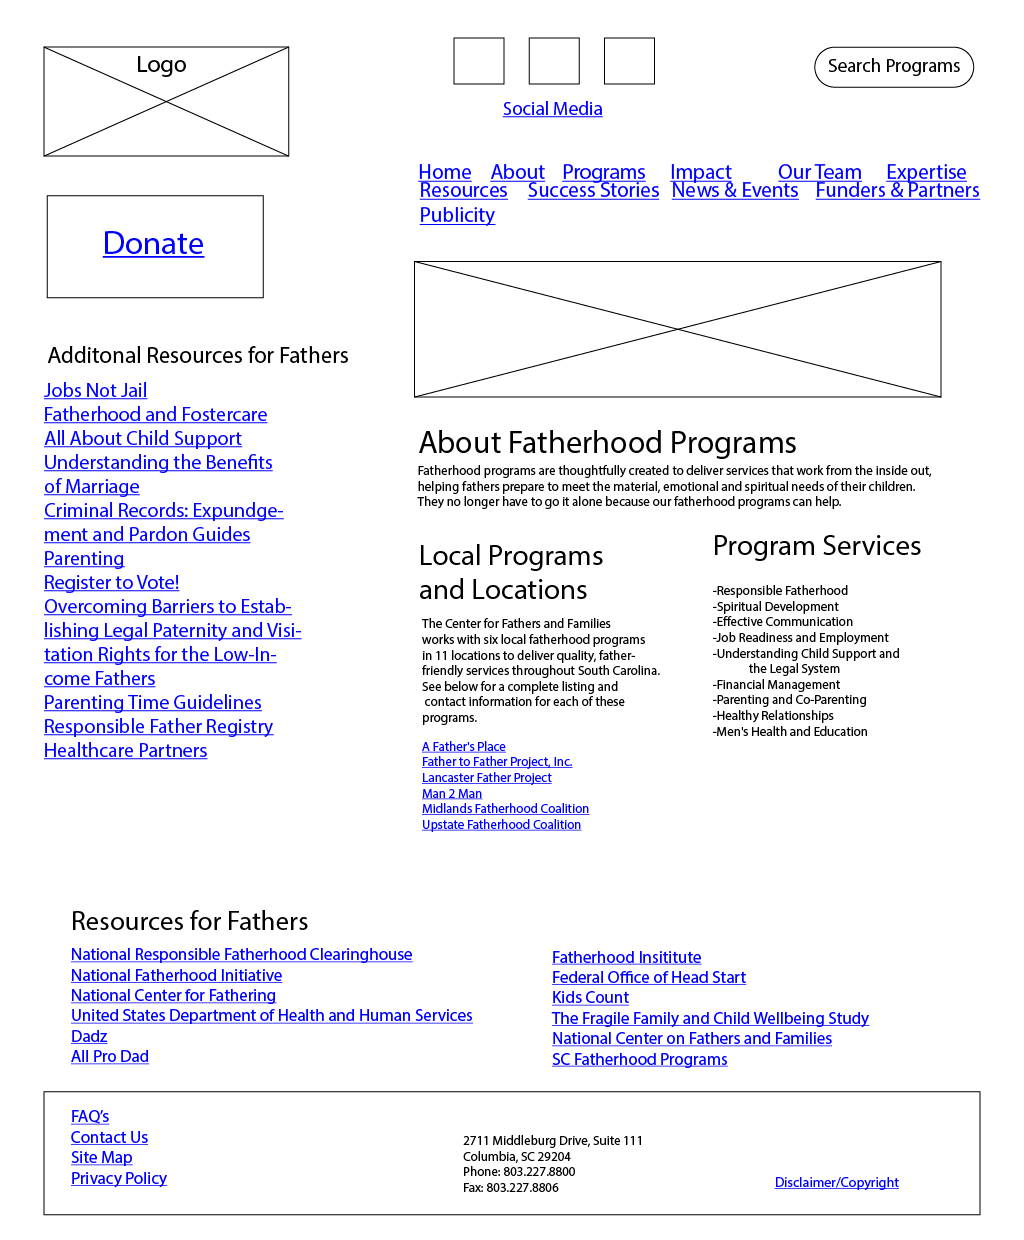 Logo
Social Media
Search Programs
Home About Programs Impact Our Team Expertise
Resources Success Stories News & Events Funders & Partners
Publicity
Donate
Additonal Resources for Fathers
Jobs Not Jail
Fatherhood and Fostercare
All About Child Support
Understanding the Benefits
of Marriage
Criminal Records: Expundge-
ment and Pardon Guides
Parenting
Register to Vote!
Overcoming Barriers to Estab-
lishing Legal Paternity and Visi-
tation Rights for the Low-In-
come Fathers
Parenting Time Guidelines
Responsible Father Registry
Healthcare Partners
About Fatherhood Programs
Fatherhood programs are thoughtfully created to deliver services that work from the inside out,
helping fathers prepare to meet the material, emotional and spiritual needs of their children.
They no longer have to go it alone because our fatherhood programs can help.
Local Programs
and Locations
The Center for Fathers and Families
works with six local fatherhood programs
in 11 locations to deliver quality, father-
friendly services throughout South Carolina.
See below for a complete listing and
contact information for each of these
programs.
A Father's Place
Father to Father Project, Inc.
Lancaster Father Project
Man 2 Man
Midlands Fatherhood Coalition
Upstate Fatherhood Coalition
Program Services
-Responsible Fatherhood
-Spiritual Development
-Effective Communication
-Job Readiness and Employment
-Understanding Child Support and
the Legal System
-Financial Management
-Parenting and Co-Parenting
-Healthy Relationships
-Men's Health and Education
Resources for Fathers
National Responsible Fatherhood Clearinghouse
National Fatherhood Initiative
National Center for Fathering
United States Department of Health and Human Services
Dadz
All Pro Dad
Fatherhood Insititute
Federal Office of Head Start
Kids Count
The Fragile Family and Child Wellbeing Study
National Center on Fathers and Families
SC Fatherhood Programs
FAQ’s
Contact Us
Site Map
Privacy Policy
2711 Middleburg Drive, Suite 111
Columbia, SC 29204
Phone: 803.227.8800
Fax: 803.227.8806
Disclaimer/Copyright